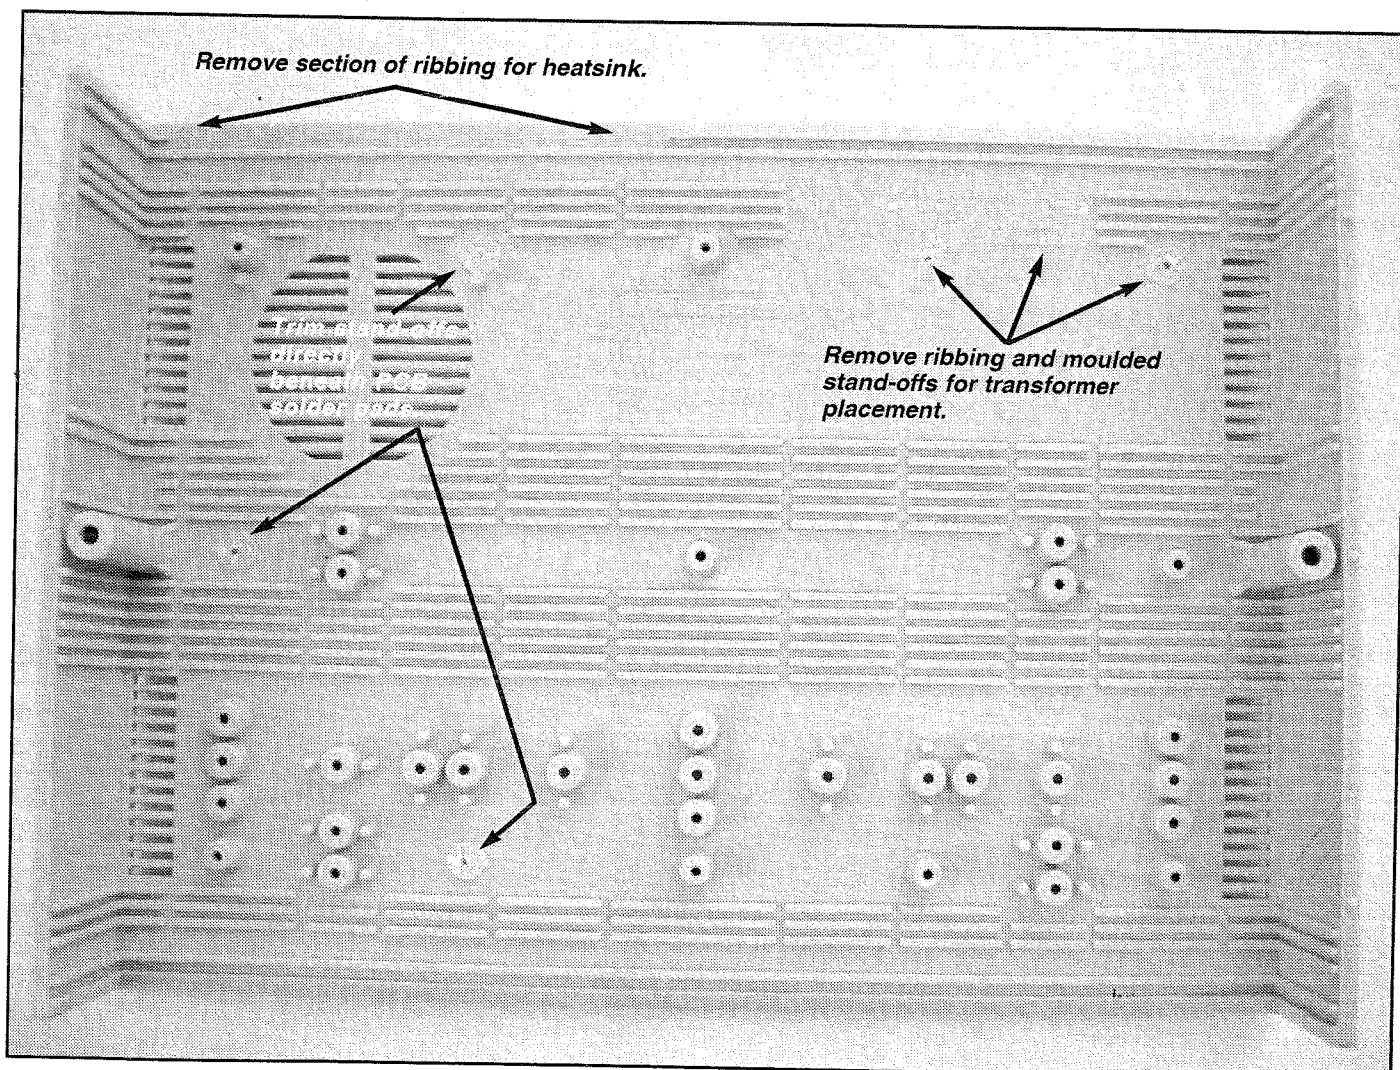 Remove section of ribbing for heatsink.
Trim stand-offs
directly
beneath PCB
solder pads.
Remove ribbing and moulded
stand-offs for transformer
placement.